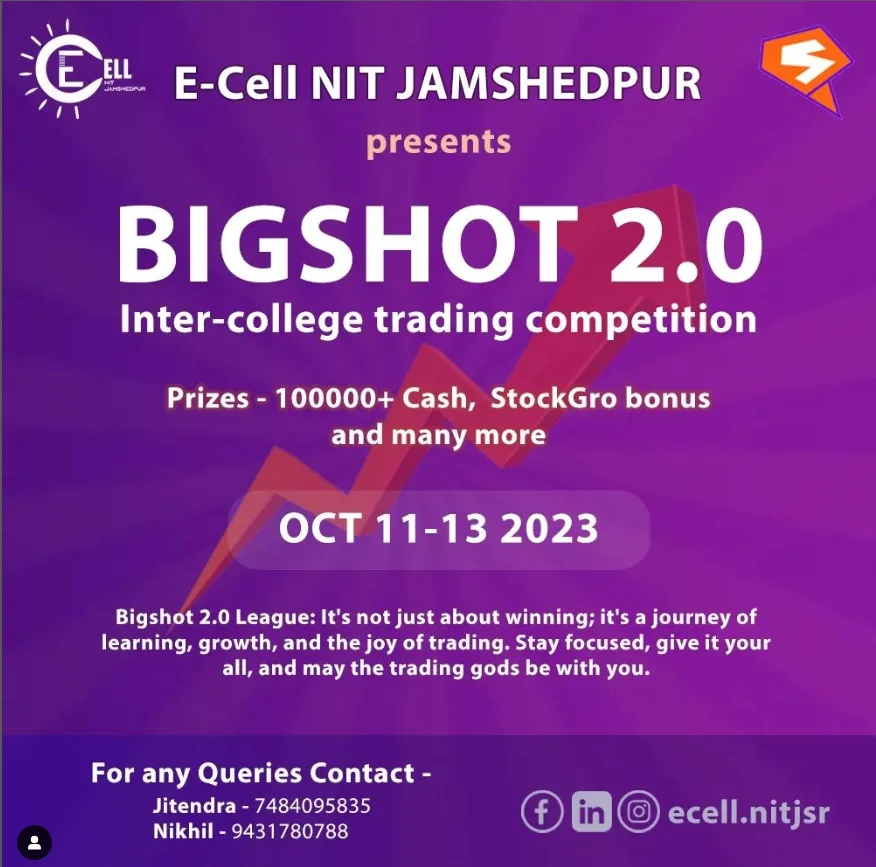 ECELL
NIT
JAMSHEDPUR
E-Cell NIT JAMSHEDPUR
presents
BIGSHOT 2.0
Inter-college trading competition
Prizes - 100000+ Cash, StockGro bonus
and many more
OCT 11-13 2023
Bigshot 2.0 League: It's not just about winning; it's a journey of
learning, growth, and the joy of trading. Stay focused, give it your
all, and may the trading gods be with you.
For any Queries Contact -
Jitendra - 7484095835
Nikhil - 9431780788
ecell.nitjsr